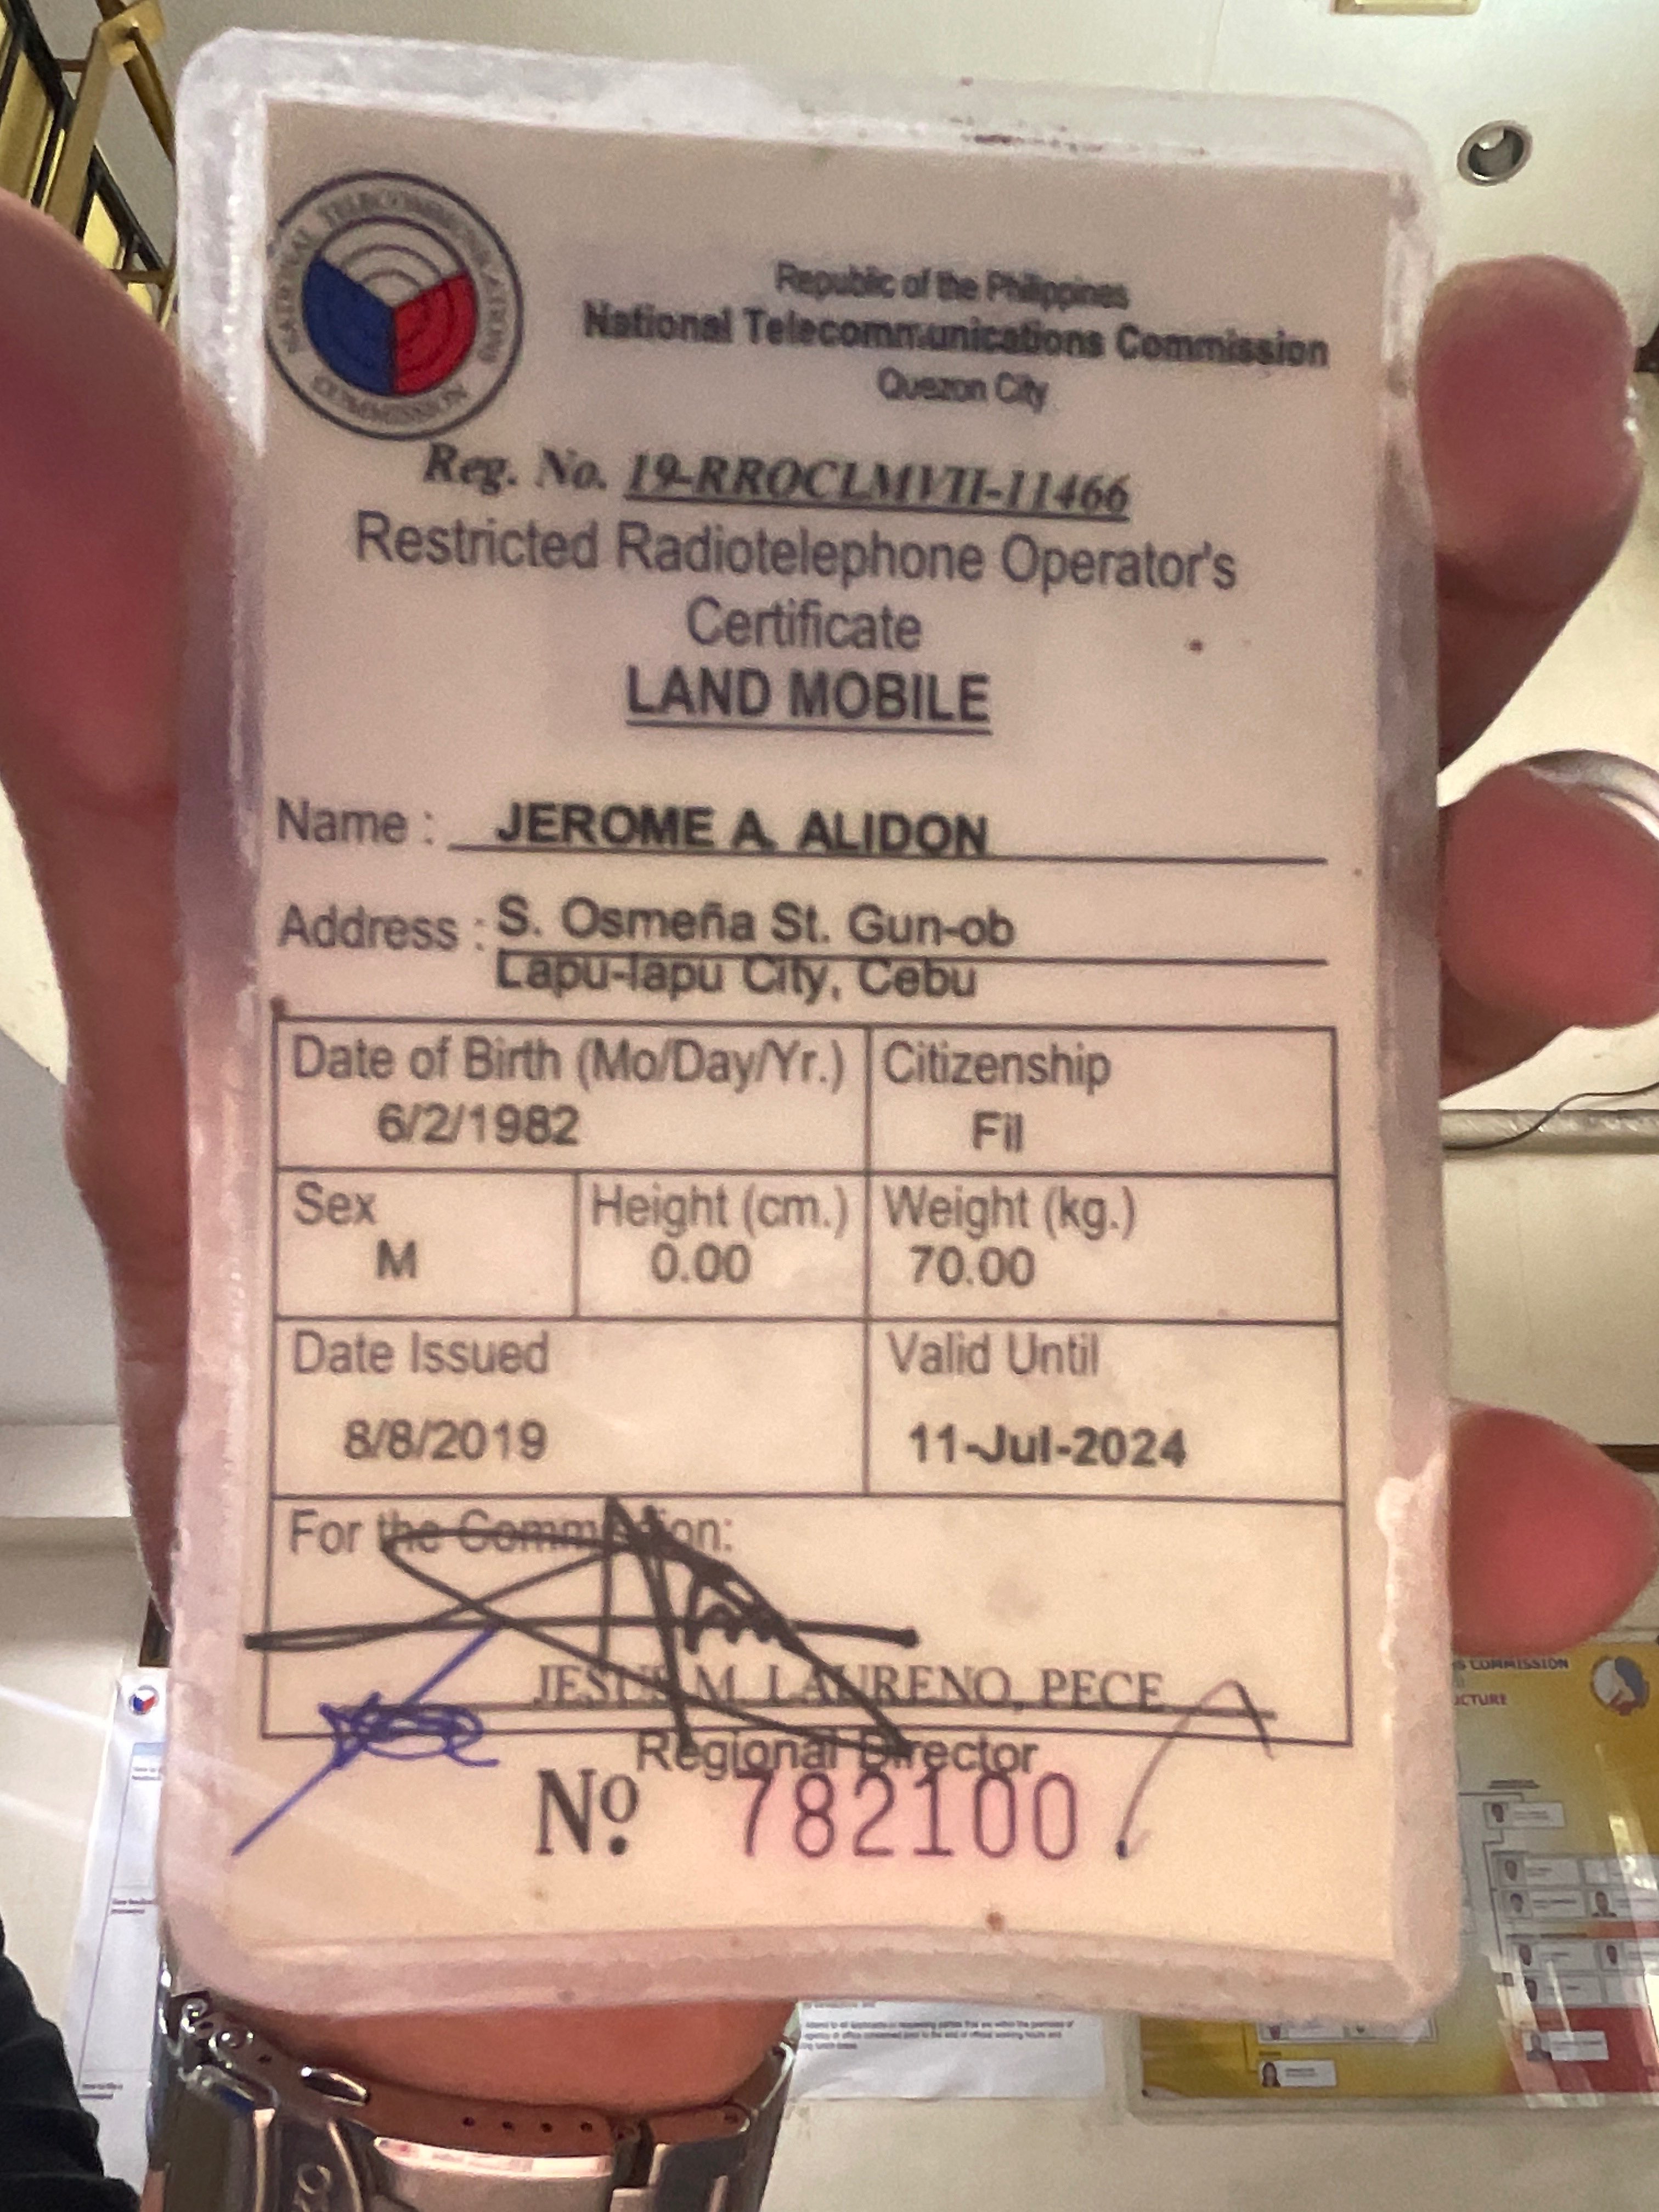 NATIONAL TELECOMMUNICATIONS COMMISSION
Republic of the Philippines
National Telecommunications Commission
Quezon City
Reg. No. 19-RROCLMVII-11466
Restricted Radiotelephone Operator's
Certificate
LAND MOBILE
Name : JEROME A. ALIDON
Address : S. Osmeña St. Gun-ob
Lapu-lapu City, Cebu
Date of Birth (Mo/Day/Yr.) Citizenship
6/2/1982 Fil
Sex Height (cm.) Weight (kg.)
M 0.00 70.00
Date Issued Valid Until
8/8/2019 11-Jul-2024
For the Commission:
JESUS M. LAURENO, PECE
Regional Director
Nº. 782100
COMMISSION